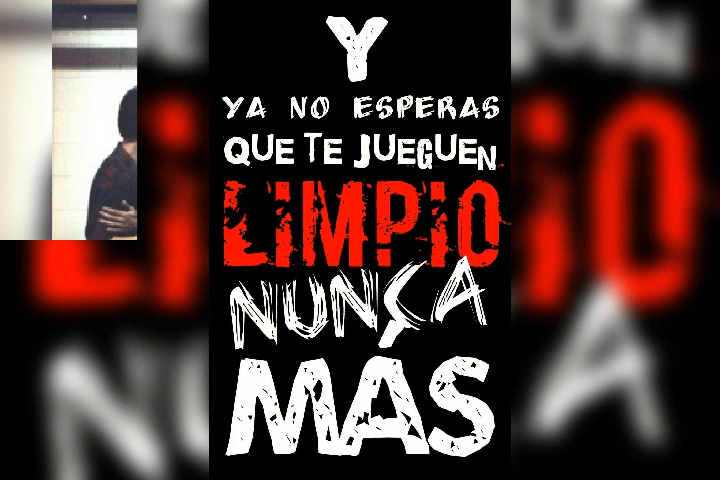 Y
YA NO ESPERAS
QUE TE JUEGUEN
LIMPIO
NUNÇA
MAS